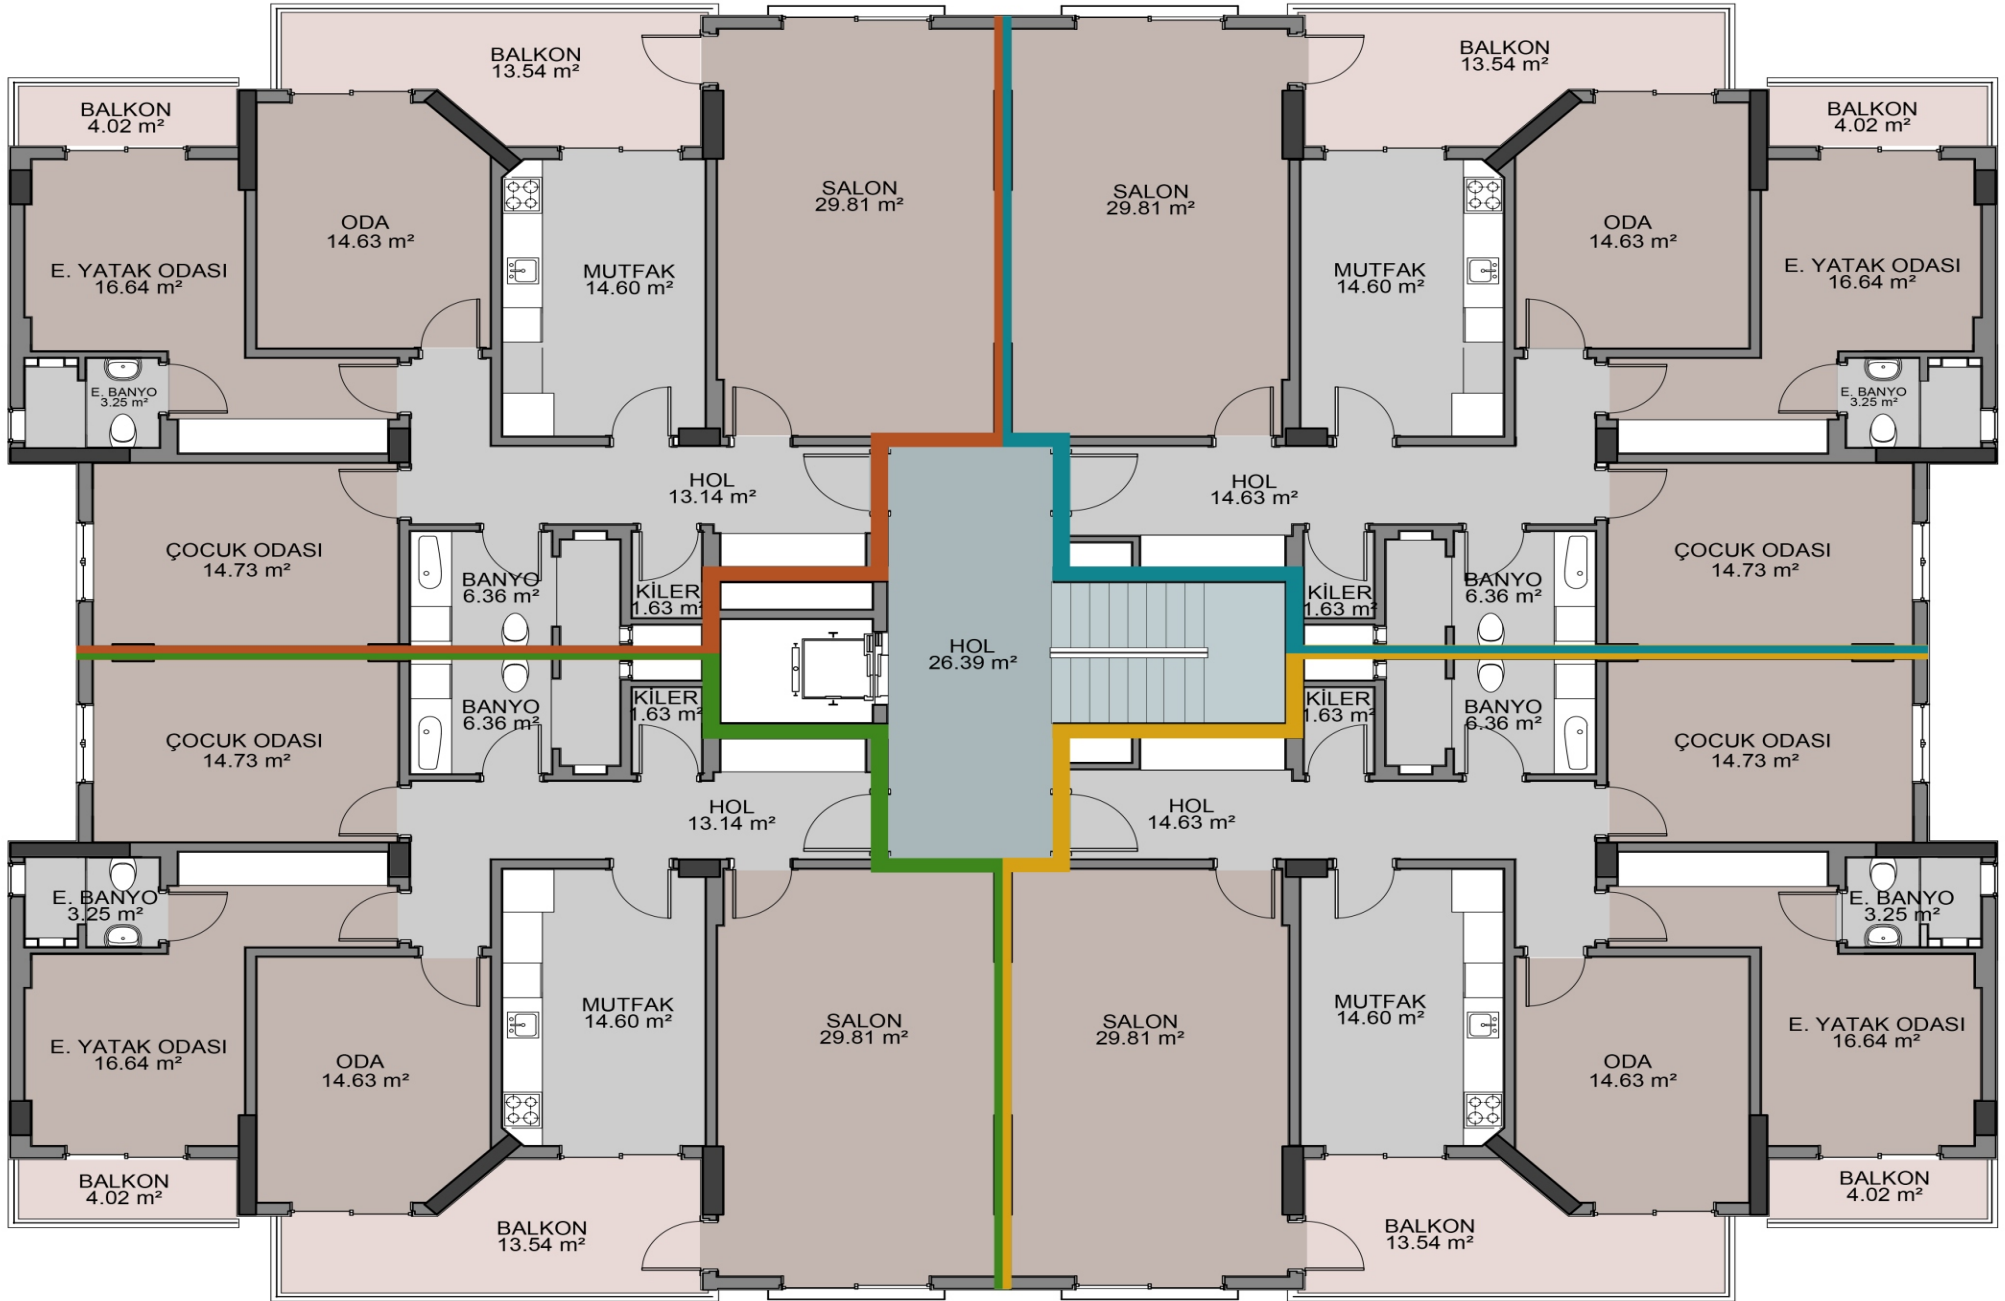 BALKON
13.54 m²
BALKON
13.54 m²
BALKON
4.02 m²
BALKON
4.02 m²
SALON
29.81 m²
SALON
29.81 m²
ODA
14.63 m²
ODA
14.63 m²
E. YATAK ODASI
16.64 m²
MUTFAK
14.60 m²
MUTFAK
14.60 m²
E. YATAK ODASI
16.64 m²
E. BANYO
3.25 m²
E. BANYO
3.25 m²
HOL
13.14 m²
HOL
14.63 m²
ÇOCUK ODASI
14.73 m²
BANYO
6.36 m²
KİLER
1.63 m²
KİLER
1.63 m²
BANYO
6.36 m²
ÇOCUK ODASI
14.73 m²
HOL
26.39 m²
ÇOCUK ODASI
14.73 m²
BANYO
6.36 m²
KİLER
1.63 m²
KİLER
1.63 m²
BANYO
6.36 m²
ÇOCUK ODASI
14.73 m²
HOL
13.14 m²
HOL
14.63 m²
E. BANYO
3.25 m²
E. BANYO
3.25 m²
E. YATAK ODASI
16.64 m²
MUTFAK
14.60 m²
SALON
29.81 m²
SALON
29.81 m²
MUTFAK
14.60 m²
E. YATAK ODASI
16.64 m²
ODA
14.63 m²
ODA
14.63 m²
BALKON
4.02 m²
BALKON
4.02 m²
BALKON
13.54 m²
BALKON
13.54 m²